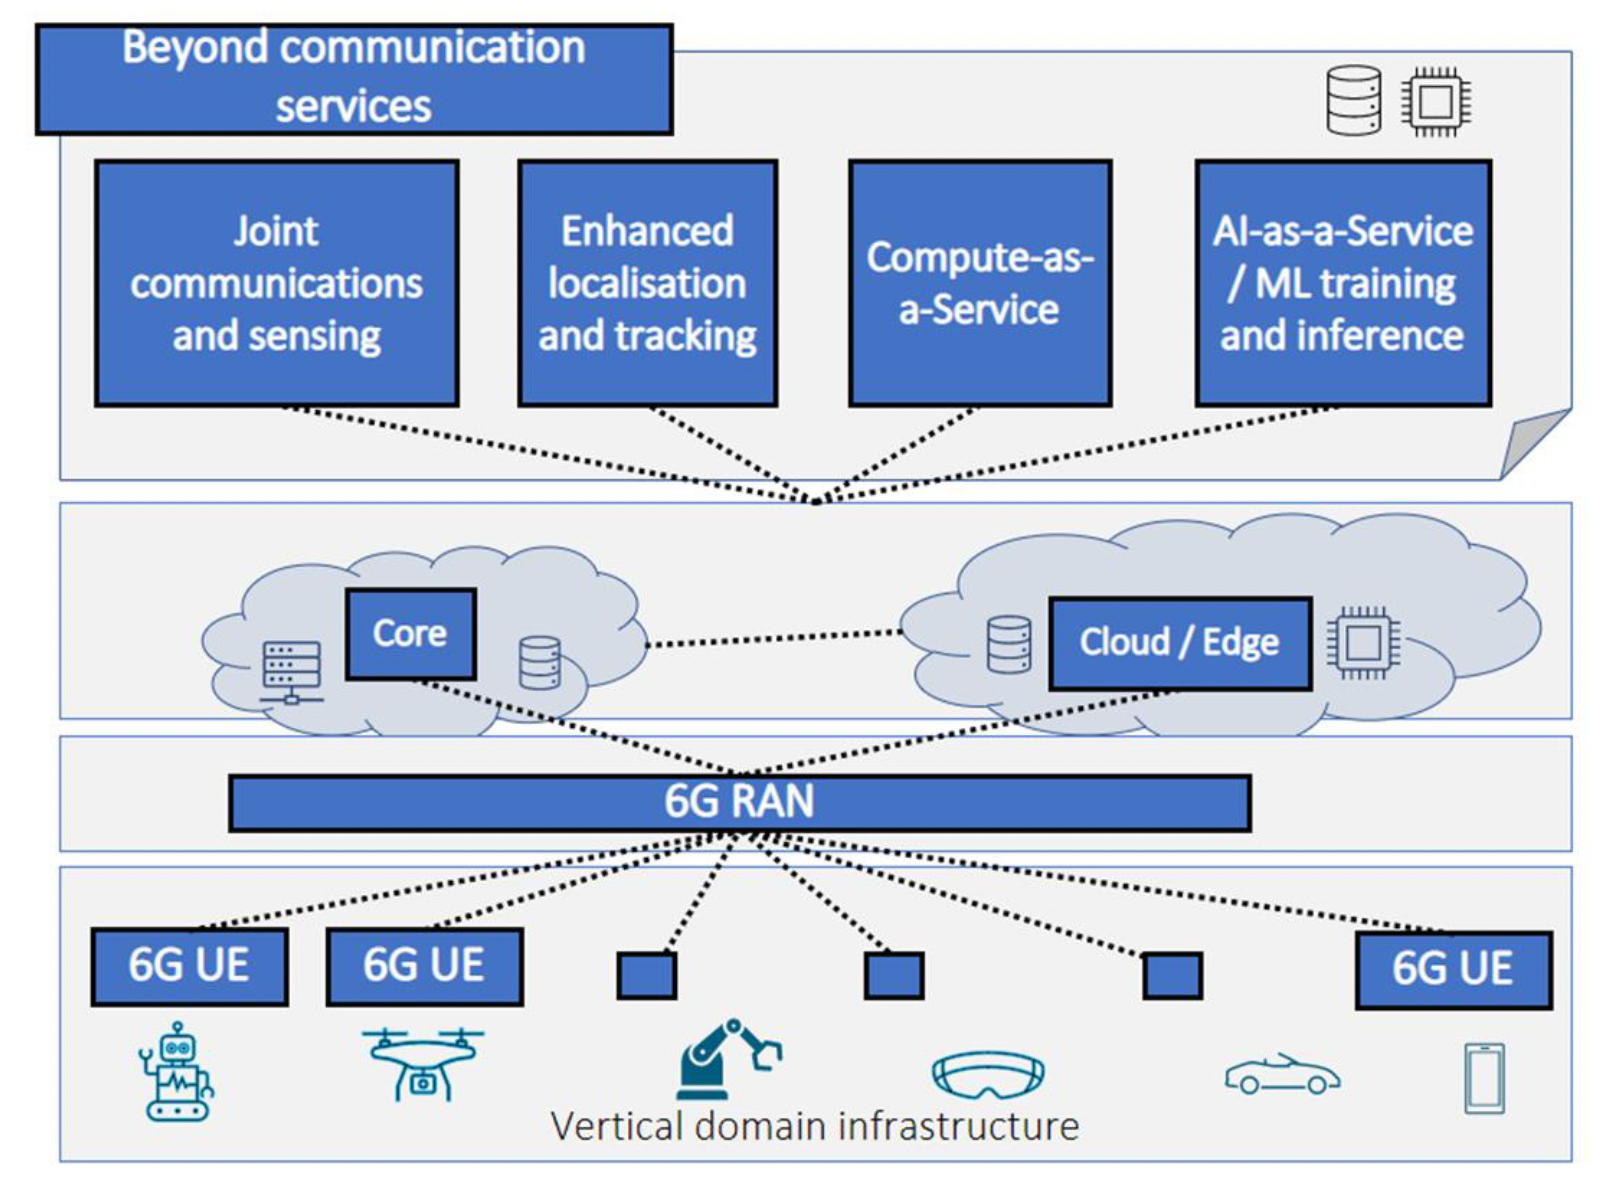 Beyond communication
services
Joint
communications
and sensing
Enhanced
localisation
and tracking
Compute-as-
a-Service
AI-as-a-Service
/ ML training
and inference
Core
Cloud / Edge
6G RAN
6G UE
6G UE
6G UE
Vertical domain infrastructure